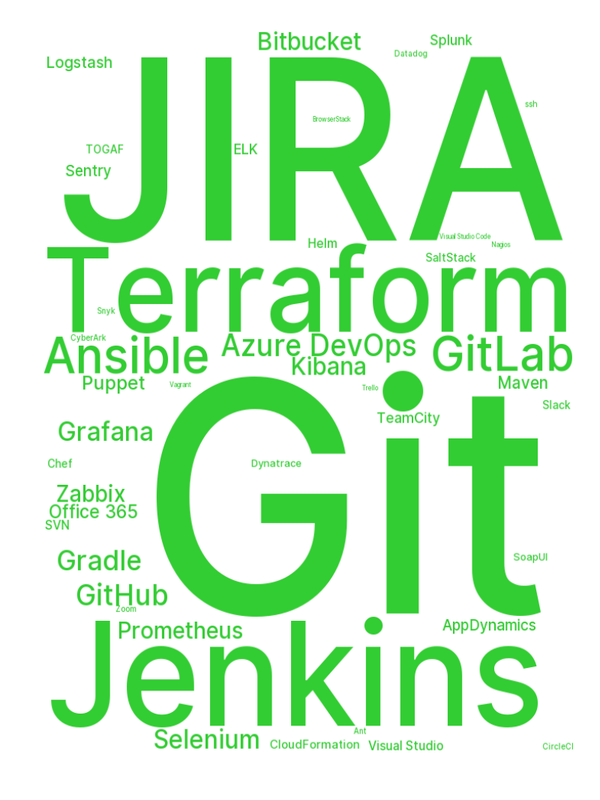 Bitbucket
Splunk
Datadog
Logstash
JIRA
BrowserStack
ssh
TOGAF
ELK
Sentry
Visual Studio Code
Nagios
Helm
SaltStack
Terraform
Snyk
CyberArk
Ansible
Azure DevOps
GitLab
Kibana
Puppet
Vagrant
Trello
Maven
Slack
TeamCity
Grafana
Git
Chef
Dynatrace
Zabbix
Office 365
SVN
SoapUI
Gradle
GitHub
Zoom
AppDynamics
Prometheus
Jenkins
Ant
Selenium
CloudFormation
Visual Studio
CircleCI